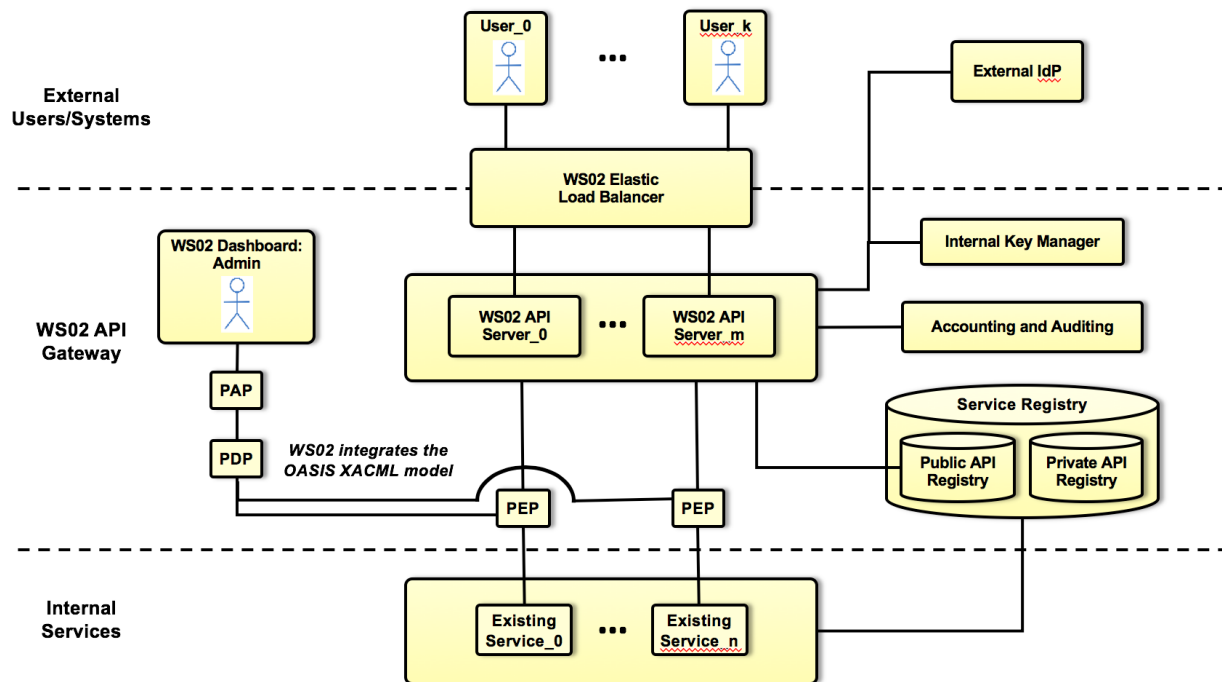 User_0
...
User_k
External IdP
External
Users/Systems
WS02 Elastic
Load Balancer
WS02 Dashboard:
Admin
Internal Key Manager
WS02 API
Gateway
WS02 API
Server_0
...
WS02 API
Server_m
Accounting and Auditing
PAP
Service Registry
PDP
WS02 integrates the
OASIS XACML model
Public API
Registry
Private API
Registry
PEP
PEP
Internal
Services
Existing
Service_0
...
Existing
Service_n